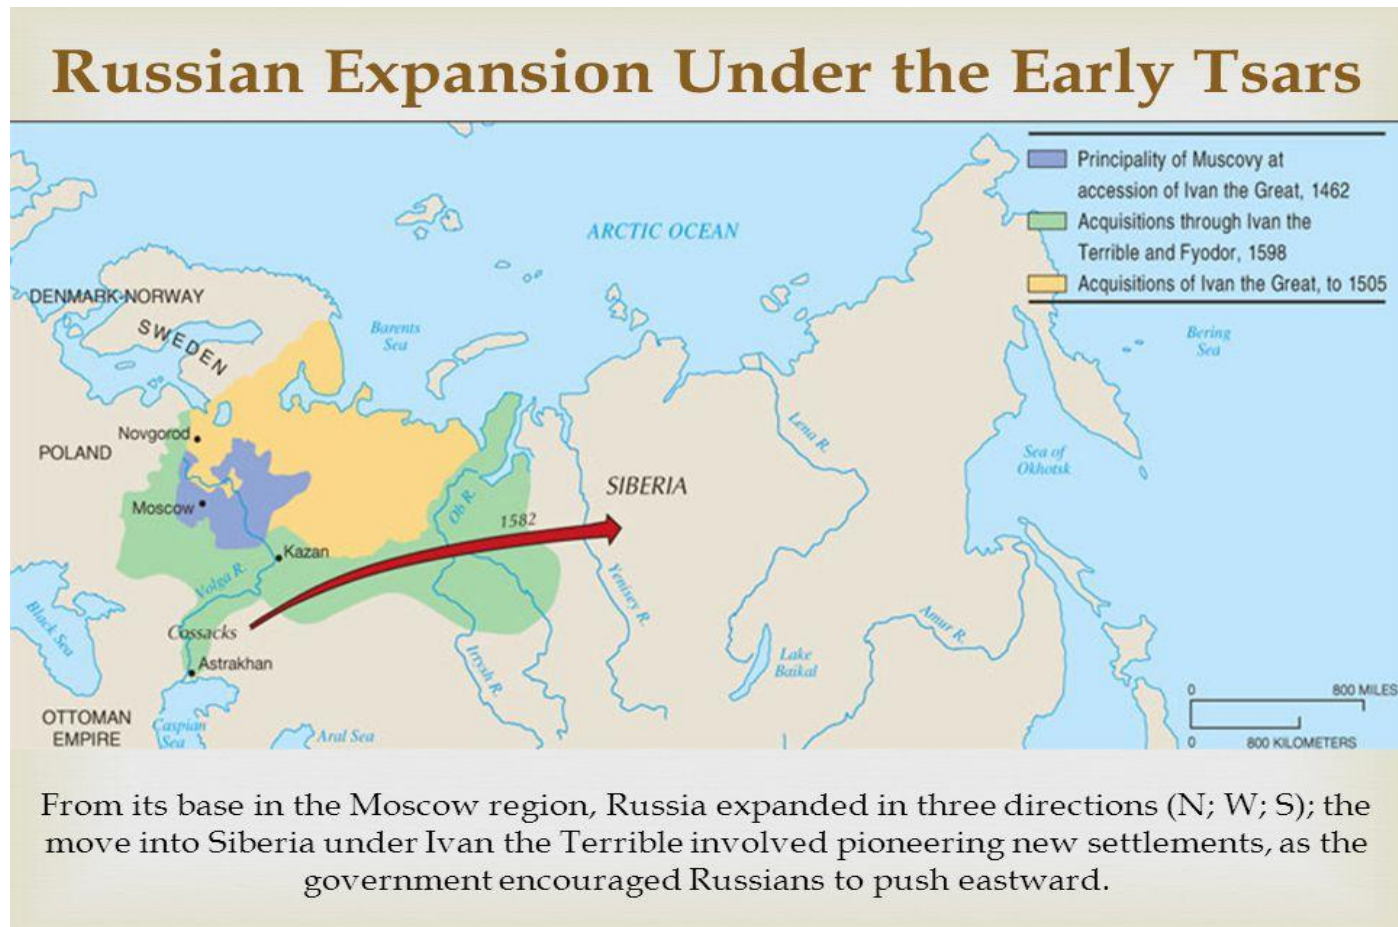 Russian Expansion Under the Early Tsars
Principality of Muscovy at
accession of Ivan the Great, 1462
Acquisitions through Ivan the
Terrible and Fyodor, 1598
Acquisitions of Ivan the Great, to 1505
ARCTIC OCEAN
DENMARK-NORWAY
SWEDEN
Barents
Sea
Bering
Sea
Novgorod
POLAND
Lena R.
Sea of
Okhotsk
SIBERIA
Moscow
Ob R.
1582
Kazan
Volga R.
Yenisey R.
Black Sea
Cossacks
Amur R.
Astrakhan
Irtysh R.
Lake
Baikal
OTTOMAN
EMPIRE
Caspian
Sea
Aral Sea
0 800 MILES
0 800 KILOMETERS
From its base in the Moscow region, Russia expanded in three directions (N; W; S); the
move into Siberia under Ivan the Terrible involved pioneering new settlements, as the
government encouraged Russians to push eastward.